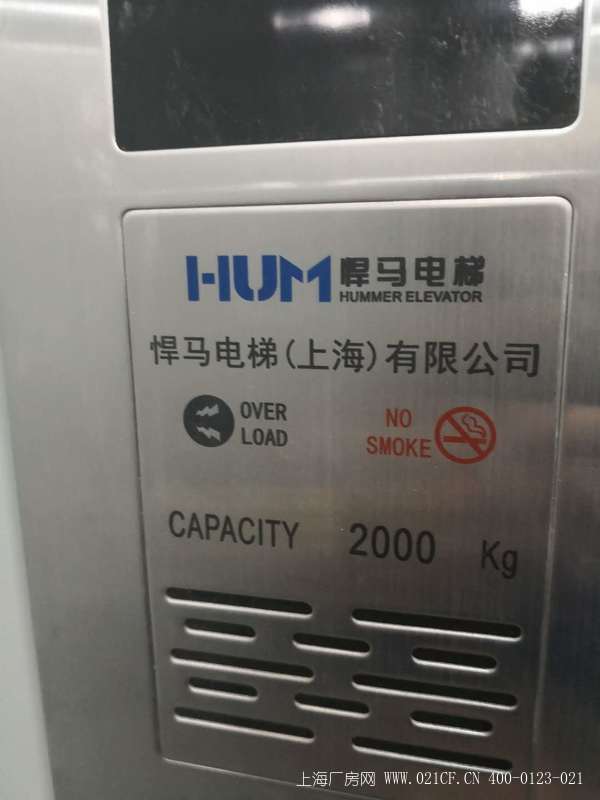 HUM 悍马电梯
HUMMER ELEVATOR
悍马电梯(上海)有限公司
OVER LOAD
NO SMOKE
CAPACITY 2000 Kg
上海厂房网 WWW.021CF.CN 400-0123-021